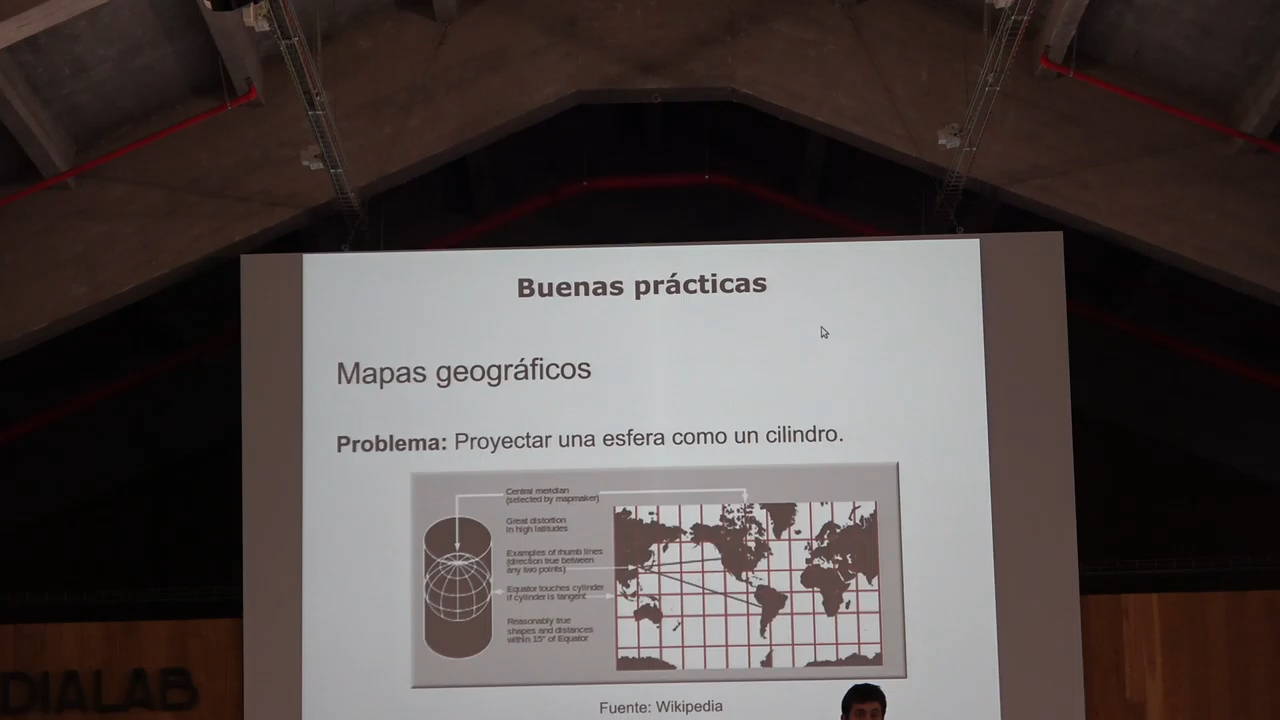 Buenas prácticas
Mapas geográficos
Problema: Proyectar una esfera como un cilindro.
Central meridian
(selected by mapmaker)
Great distortion
in high latitudes
Examples of rhumb lines
(direction true between
any two points)
Equator touches cylinder
if cylinder is tangent
Reasonably true
shapes and distances
within 15° of Equator
Fuente: Wikipedia
DIALAB